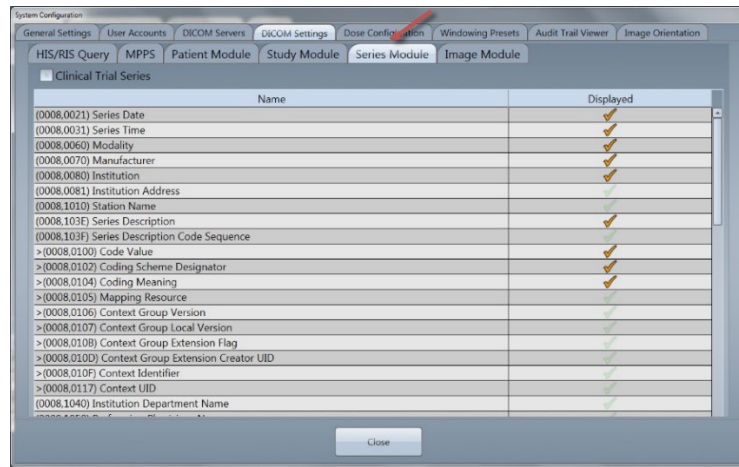 System Configuration
General Settings User Accounts DICOM Servers DICOM Settings Dose Configuration Windowing Presets Audit Trail Viewer Image Orientation
HIS/RIS Query MPPS Patient Module Study Module Series Module Image Module
Clinical Trial Series
Name Displayed
(0008,0021) Series Date
(0008,0031) Series Time
(0008,0060) Modality
(0008,0070) Manufacturer
(0008,0080) Institution
(0008,0081) Institution Address
(0008,1010) Station Name
(0008,103E) Series Description
(0008,103F) Series Description Code Sequence
>(0008,0100) Code Value
>(0008,0102) Coding Scheme Designator
>(0008,0104) Coding Meaning
>(0008,0105) Mapping Resource
>(0008,0106) Context Group Version
>(0008,0107) Context Group Local Version
>(0008,010B) Context Group Extension Flag
>(0008,010D) Context Group Extension Creator UID
>(0008,010F) Context Identifier
>(0008,0117) Context UID
(0008,1040) Institution Department Name
Close